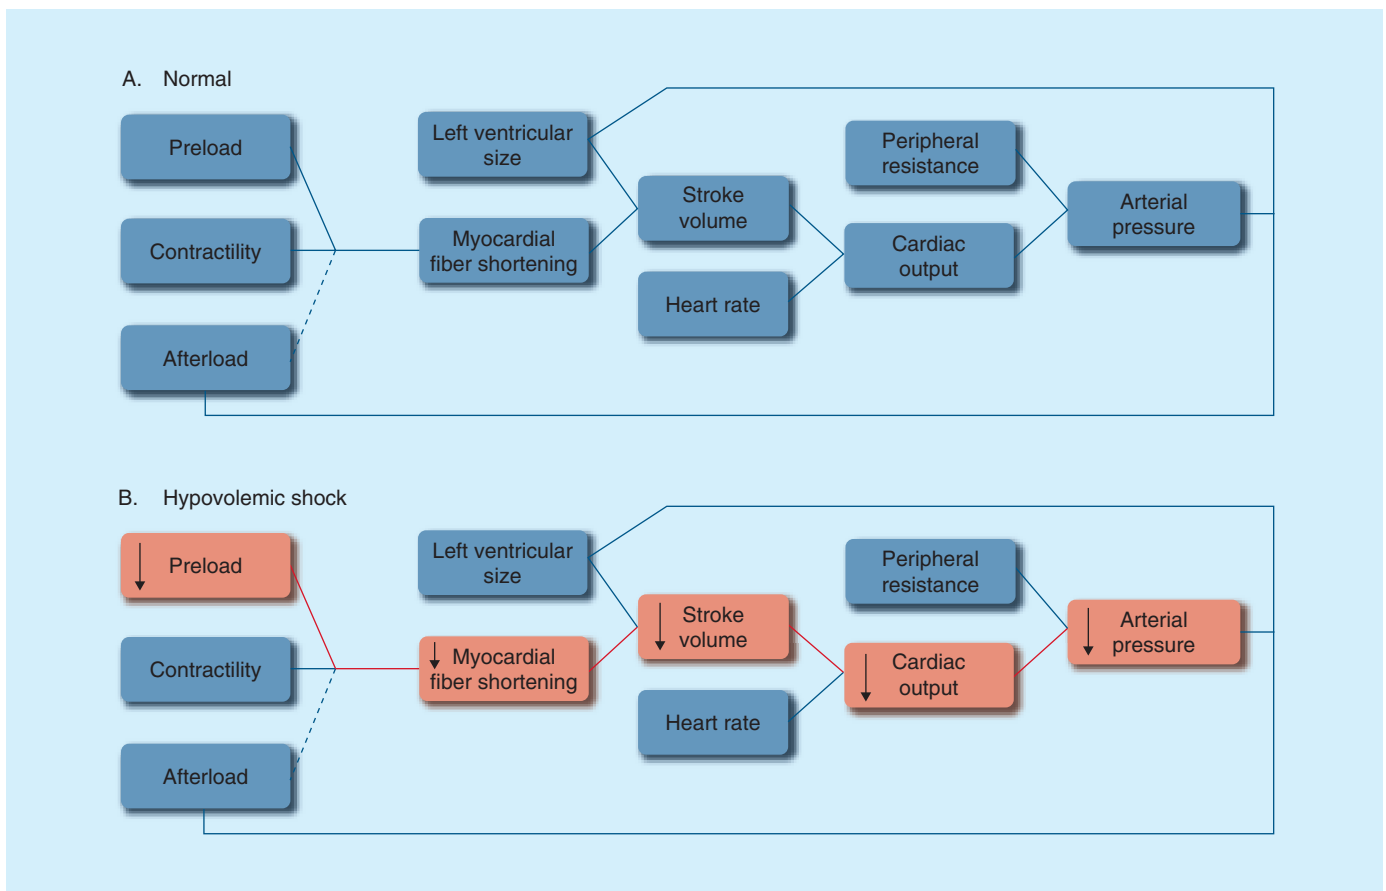 A. Normal
Preload
Contractility
Afterload
Left ventricular
size
Myocardial
fiber shortening
Stroke
volume
Heart rate
Peripheral
resistance
Cardiac
output
Arterial
pressure
B. Hypovolemic shock
Preload
Contractility
Afterload
Left ventricular
size
Myocardial
fiber shortening
Stroke
volume
Heart rate
Peripheral
resistance
Cardiac
output
Arterial
pressure